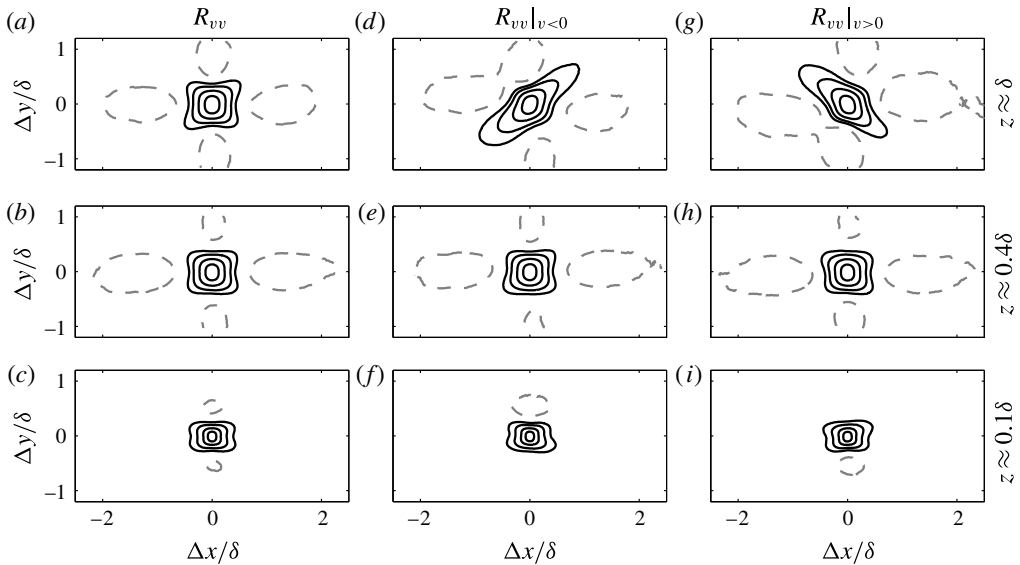 (a) R_vv (d) R_vv|_v<0 (g) R_vv|_v>0
1
Δy/δ 0 z ≈ δ
−1
(b) (e) (h)
1
Δy/δ 0 z ≈ 0.4δ
−1
(c) (f) (i)
1
Δy/δ 0 z ≈ 0.1δ
−1
−2 0 2 −2 0 2 −2 0 2
Δx/δ Δx/δ Δx/δ